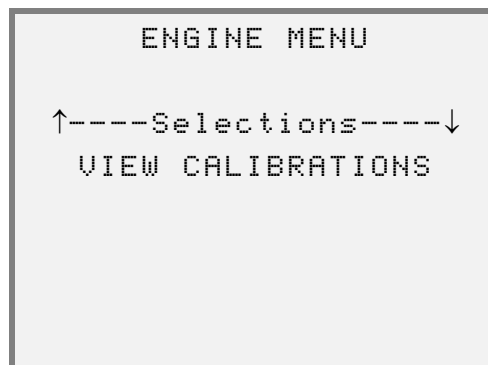 ENGINE MENU
↑----Selections----↓
VIEW CALIBRATIONS